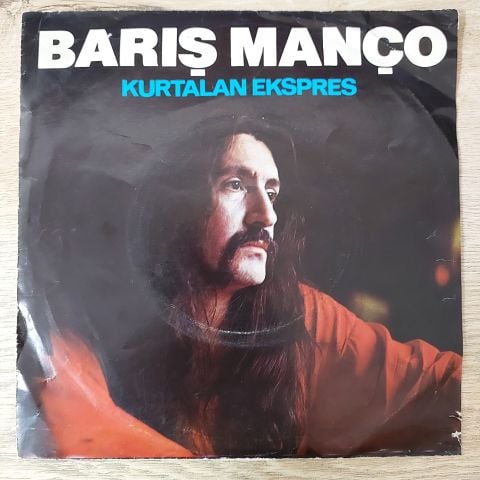 BARIŞ MANÇO
KURTALAN EKSPRES